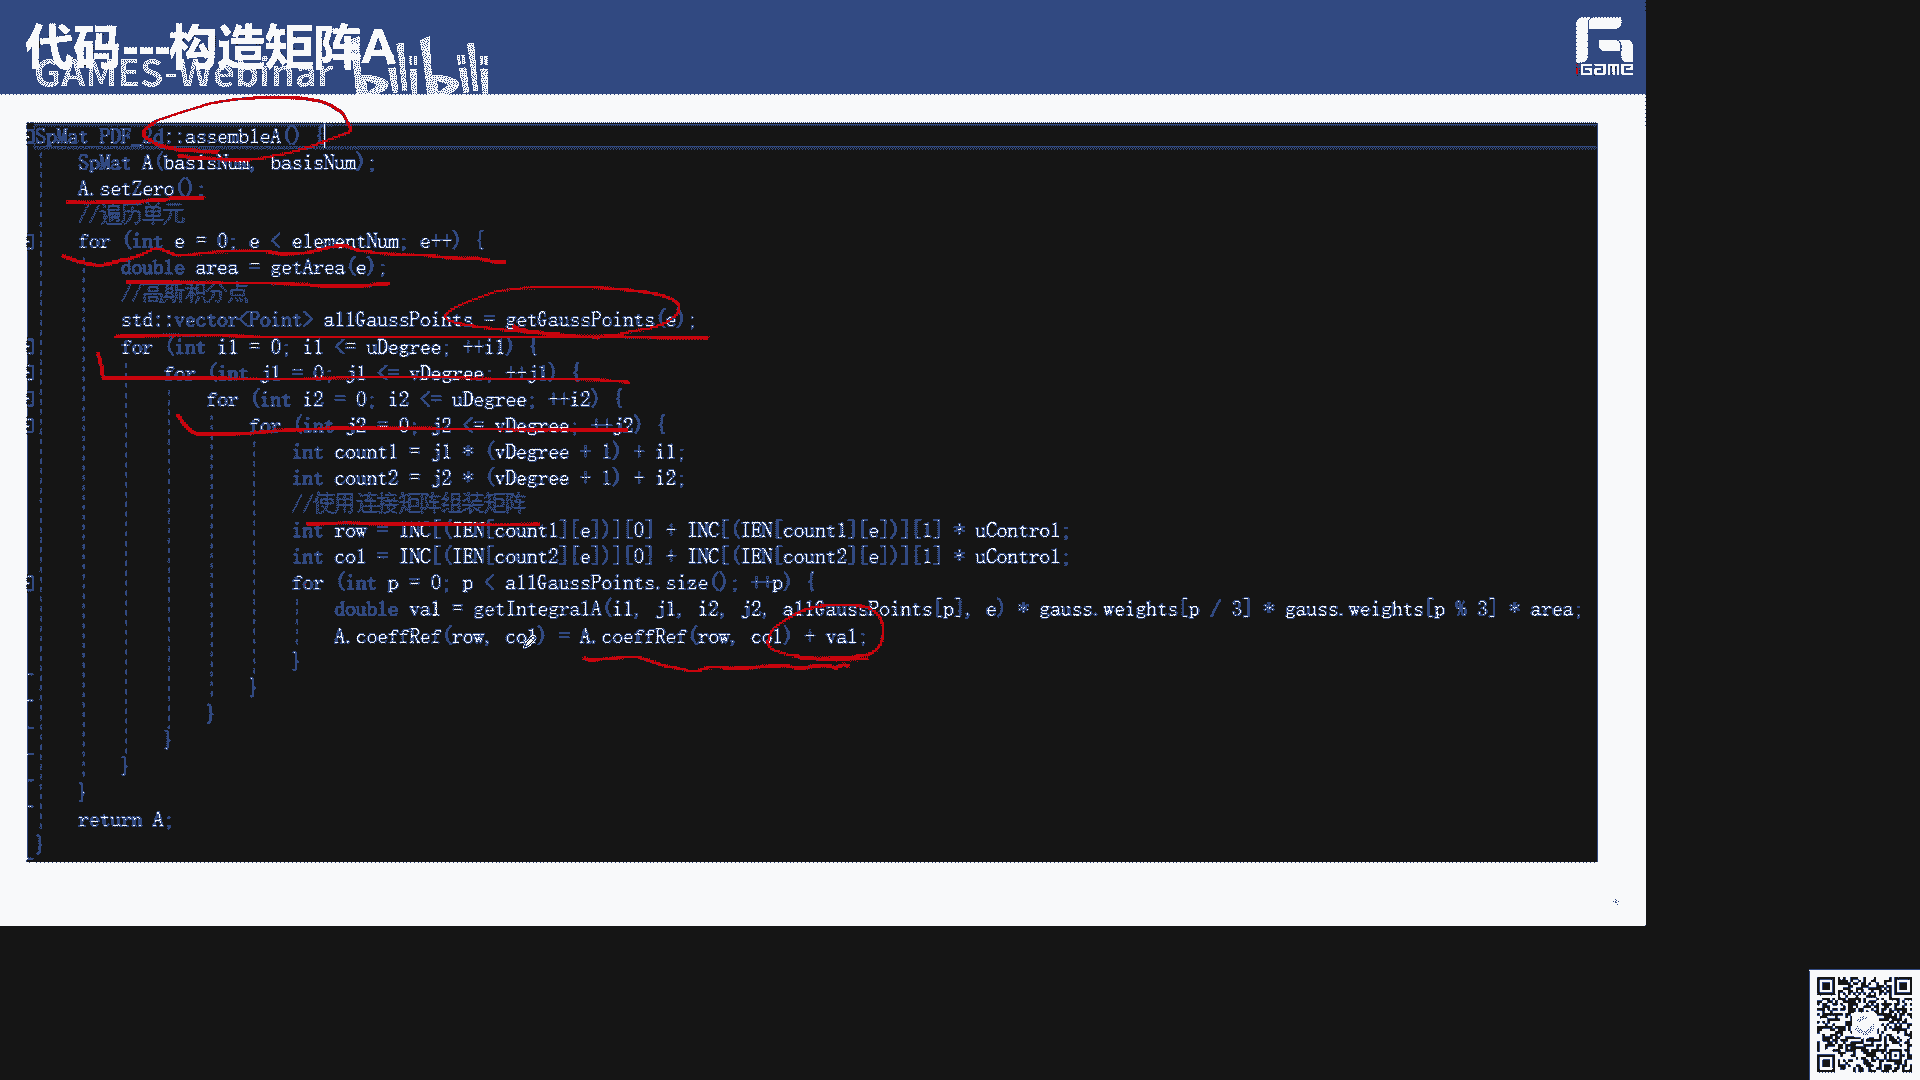 代码---构造矩阵A
GAMES-Webinar bilibili
iGAME
SpMat PDF_2d::assembleA() {
SpMat A(basisNum, basisNum);
A.setZero();
//遍历单元
for (int e = 0; e < elementNum; e++) {
double area = getArea(e);
//高斯积分点
std::vector<Point> allGaussPoints = getGaussPoints(e);
for (int i1 = 0; i1 <= uDegree; ++i1) {
for (int j1 = 0; j1 <= vDegree; ++j1) {
for (int i2 = 0; i2 <= uDegree; ++i2) {
for (int j2 = 0; j2 <= vDegree; ++j2) {
int count1 = j1 * (vDegree + 1) + i1;
int count2 = j2 * (vDegree + 1) + i2;
//使用连接矩阵组装矩阵
int row = INC[(IEN[count1][e])][0] + INC[(IEN[count1][e])][1] * uControl;
int col = INC[(IEN[count2][e])][0] + INC[(IEN[count2][e])][1] * uControl;
for (int p = 0; p < allGaussPoints.size(); ++p) {
double val = getIntegralA(i1, j1, i2, j2, allGaussPoints[p], e) * gauss.weights[p / 3] * gauss.weights[p % 3] * area;
A.coeffRef(row, col) = A.coeffRef(row, col) + val;
}
}
}
}
}
}
return A;
}